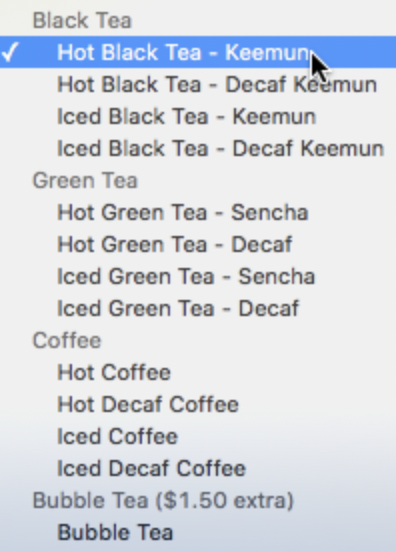 Black Tea
✓ Hot Black Tea - Keemun
Hot Black Tea - Decaf Keemun
Iced Black Tea - Keemun
Iced Black Tea - Decaf Keemun
Green Tea
Hot Green Tea - Sencha
Hot Green Tea - Decaf
Iced Green Tea - Sencha
Iced Green Tea - Decaf
Coffee
Hot Coffee
Hot Decaf Coffee
Iced Coffee
Iced Decaf Coffee
Bubble Tea ($1.50 extra)
Bubble Tea